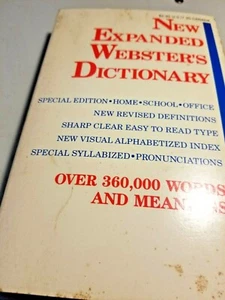 NEW
EXPANDED
WEBSTER'S
DICTIONARY
SPECIAL EDITION•HOME•SCHOOL•OFFICE
NEW REVISED DEFINITIONS
SHARP CLEAR EASY TO READ TYPE
NEW VISUAL ALPHABETIZED INDEX
SPECIAL SYLLABIZED•PRONUNCIATIONS
OVER 360,000 WORDS
AND MEANINGS